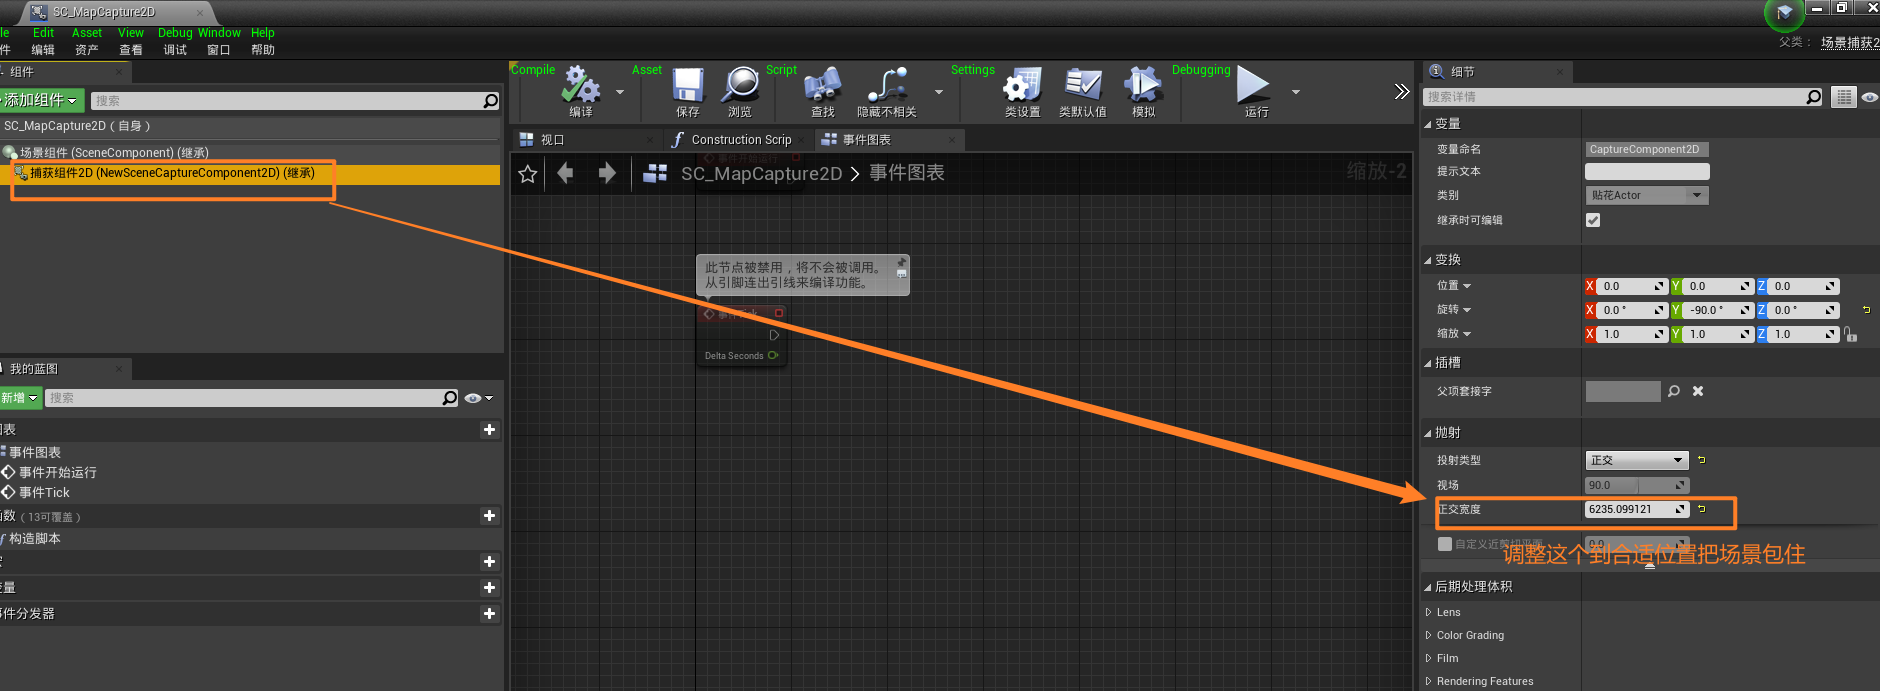 SC_MapCapture2D
Edit Asset View Debug Window Help
编辑 资产 查看 调试 窗口 帮助
父类：
场景捕获2
组件
添加组件
搜索
SC_MapCapture2D ( 自身 )
场景组件 (SceneComponent) (继承)
捕获组件2D (NewSceneCaptureComponent2D) (继承)
我的蓝图
新增
搜索
图表
事件图表
事件开始运行
事件Tick
函数 ( 13可覆盖 )
构造脚本
变量
事件分发器
Compile Asset Script Settings Debugging
编译 保存 浏览 查找 隐藏不相关 类设置 类默认值 模拟 运行
视口
Construction Scrip
事件图表
事件开始运行
SC_MapCapture2D > 事件图表
缩放-2
此节点被禁用，将不会被调用。
从引脚连出引线来编译功能。
事件Tick
Delta Seconds
细节
搜索详情
变量
变量命名 CaptureComponent2D
提示文本
类别 贴花Actor
继承时可编辑
变换
位置 X 0.0 Y 0.0 Z 0.0
旋转 X 0.0 ° Y -90.0 ° Z 0.0 °
缩放 X 1.0 Y 1.0 Z 1.0
插槽
父项套接字
抛射
投射类型 正交
视场 90.0
正交宽度 6235.099121
自定义近剪切平面 0.0
调整这个到合适位置把场景包住
后期处理体积
Lens
Color Grading
Film
Rendering Features